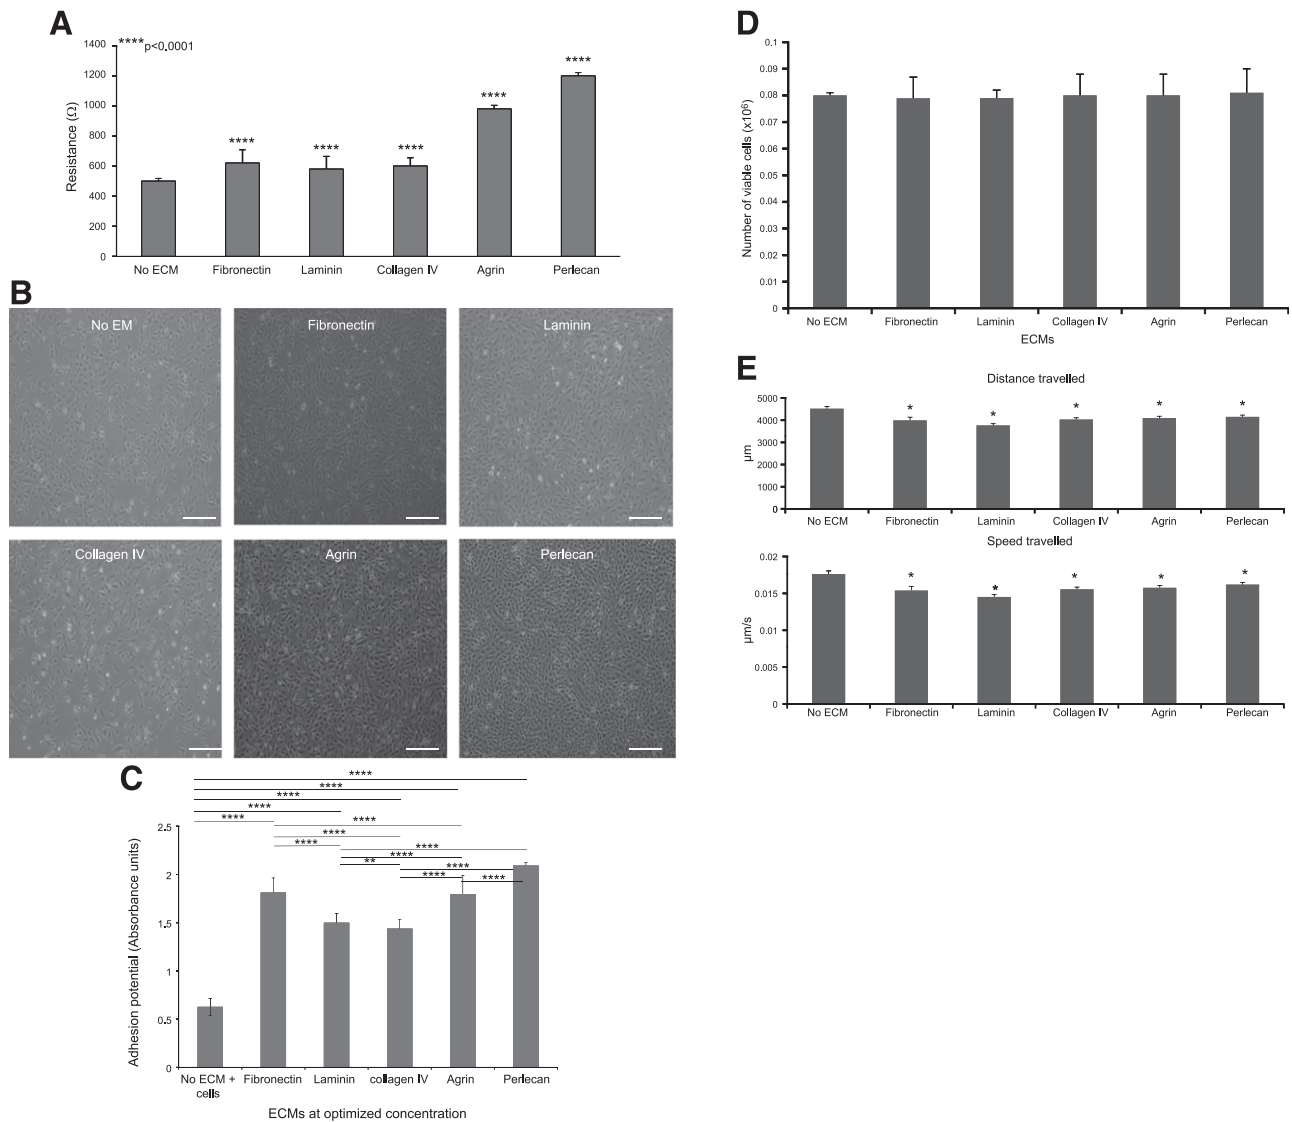 A
****p<0.0001
1400
1200
1000
800
600
400
200
0
Resistance (Ω)
****
****
****
****
****
No ECM Fibronectin Laminin Collagen IV Agrin Perlecan
B
No EM Fibronectin Laminin
Collagen IV Agrin Perlecan
C
****
****
****
****
****
****
****
****
****
****
**
****
****
****
2.5
2
1.5
1
0.5
0
Adhesion potential (Absorbance units)
No ECM + cells Fibronectin Laminin collagen IV Agrin Perlecan
ECMs at optimized concentration
D
0.1
0.09
0.08
0.07
0.06
0.05
0.04
0.03
0.02
0.01
0
Number of viable cells (x10⁶)
No ECM Fibronectin Laminin Collagen IV Agrin Perlecan
ECMs
E
Distance travelled
5000
4000
3000
2000
1000
0
µm
* * * * *
No ECM Fibronectin Laminin Collagen IV Agrin Perlecan
Speed travelled
0.02
0.015
0.01
0.005
0
µm/s
* * * * *
No ECM Fibronectin Laminin Collagen IV Agrin Perlecan